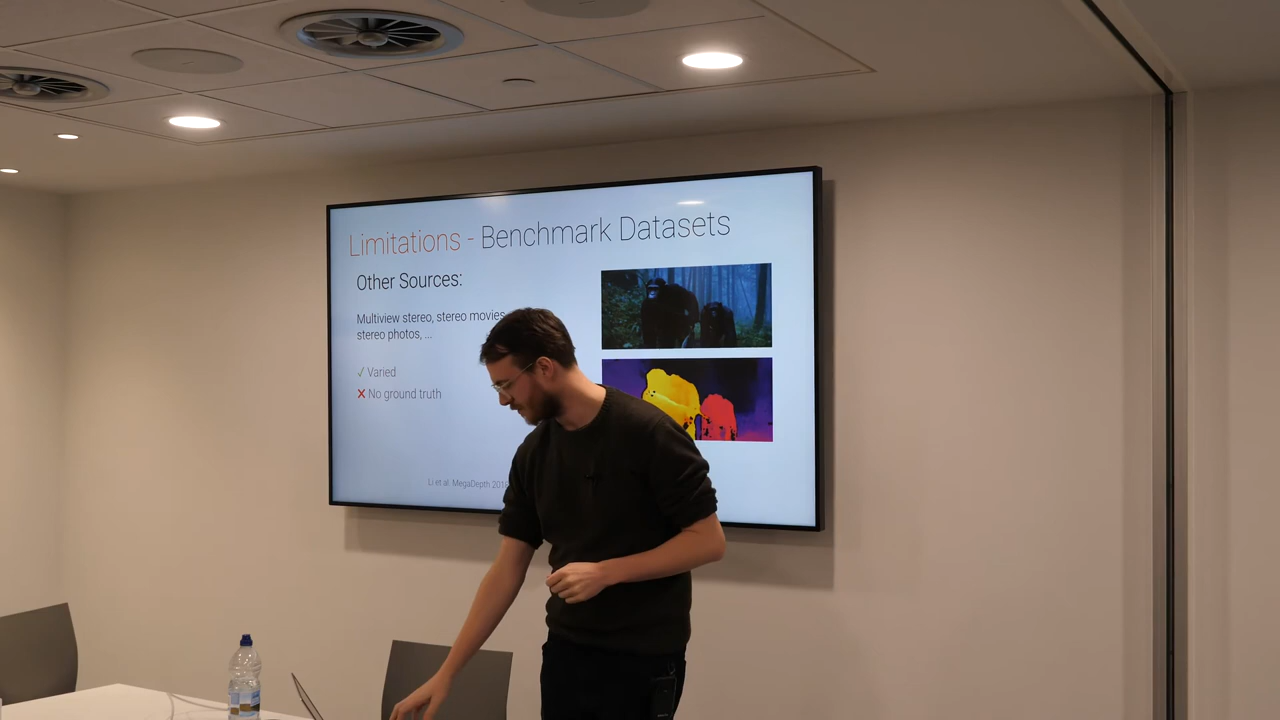 Limitations - Benchmark Datasets
Other Sources:
Multiview stereo, stereo movies
stereo photos, ...
✓ Varied
✗ No ground truth
Li et al. MegaDepth